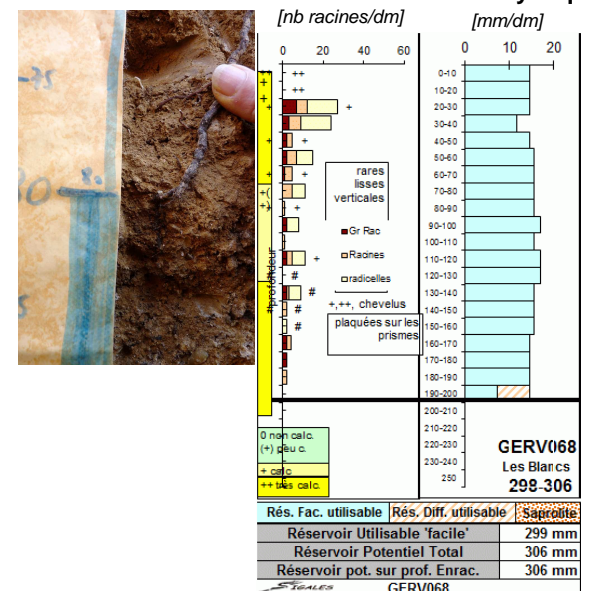 [nb racines/dm]
[mm/dm]
0 20 40 60
0 10 20
75
80
++ ++
+ ++
+
+ +
+ +
+ +
+(
+) +
+
#
#
#
#
profondeur
rares
lisses
verticales
Gr Rac
Racines
radicelles
+,++, chevelus
plaquées sur les
prismes
0-10
10-20
20-30
30-40
40-50
50-60
60-70
70-80
80-90
90-100
100-110
110-120
120-130
130-140
140-150
150-160
160-170
170-180
180-190
190-200
200-210
210-220
220-230
230-240
250
0 non calc.
(+) peu c.
+ calc
++ très calc.
GERV068
Les Blancs
298-306
Rés. Fac. utilisable Rés. Diff. utilisable Saprolite
Réservoir Utilisable 'facile' 299 mm
Réservoir Potentiel Total 306 mm
Réservoir pot. sur prof. Enrac. 306 mm
SIGALES GERV068